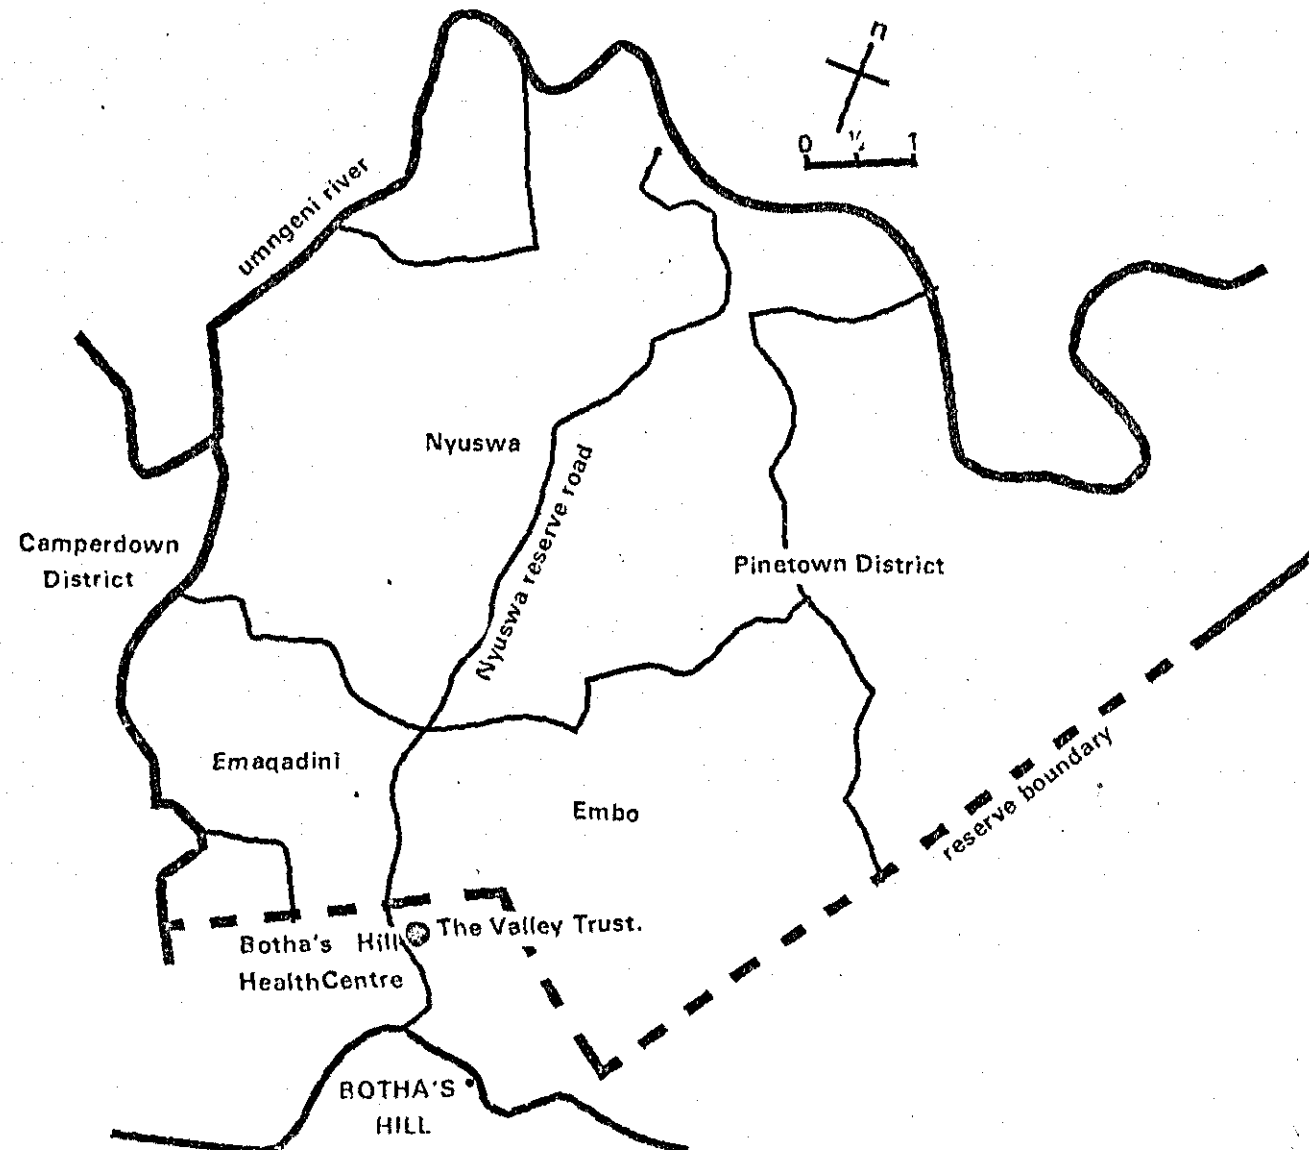 n
0 ½ 1
umngeni river
Nyuswa
Nyuswa reserve road
Camperdown
District
Pinetown District
Emaqadini
Embo
reserve boundary
The Valley Trust.
Botha's Hill
HealthCentre
BOTHA'S
HILL